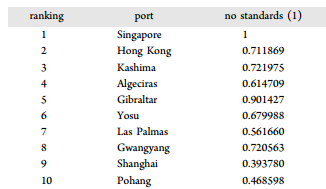 ranking port no standards (1)
1 Singapore 1
2 Hong Kong 0.711869
3 Kashima 0.721975
4 Algeciras 0.614709
5 Gibraltar 0.901427
6 Yosu 0.679988
7 Las Palmas 0.561660
8 Gwangyang 0.720563
9 Shanghai 0.393780
10 Pohang 0.468598